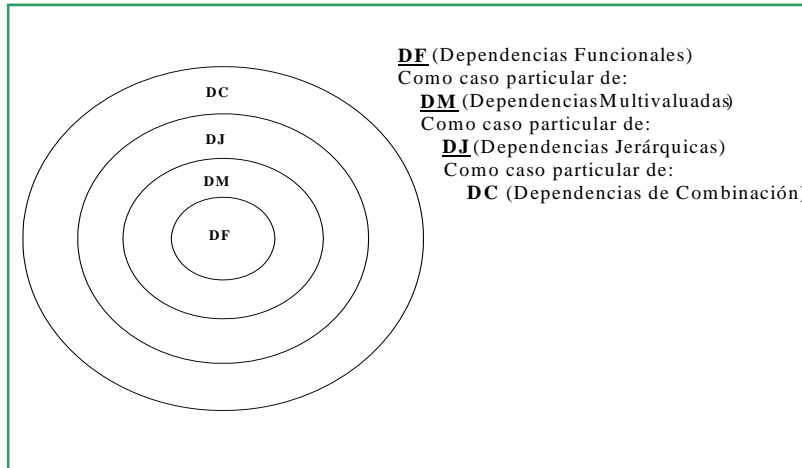 DC
DJ
DM
DF
DF (Dependencias Funcionales)
Como caso particular de:
DM (DependenciasMultivaluadas)
Como caso particular de:
DJ (Dependencias Jerárquicas)
Como caso particular de:
DC (Dependencias de Combinación)